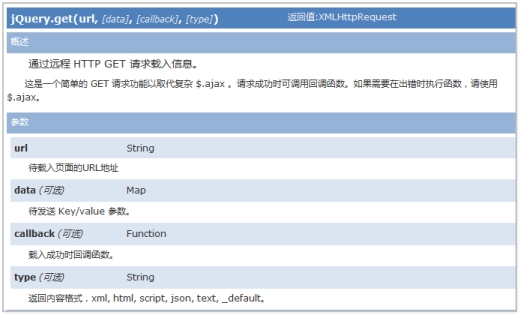 jQuery.get(url, [data], [callback], [type]) 返回值:XMLHttpRequest
概述
通过远程 HTTP GET 请求载入信息。
这是一个简单的 GET 请求功能以取代复杂 $.ajax 。请求成功时可调用回调函数。如果需要在出错时执行函数，请使用
$.ajax。
参数
url String
待载入页面的URL地址
data (可选) Map
待发送 Key/value 参数。
callback (可选) Function
载入成功时回调函数。
type (可选) String
返回内容格式，xml, html, script, json, text, _default。